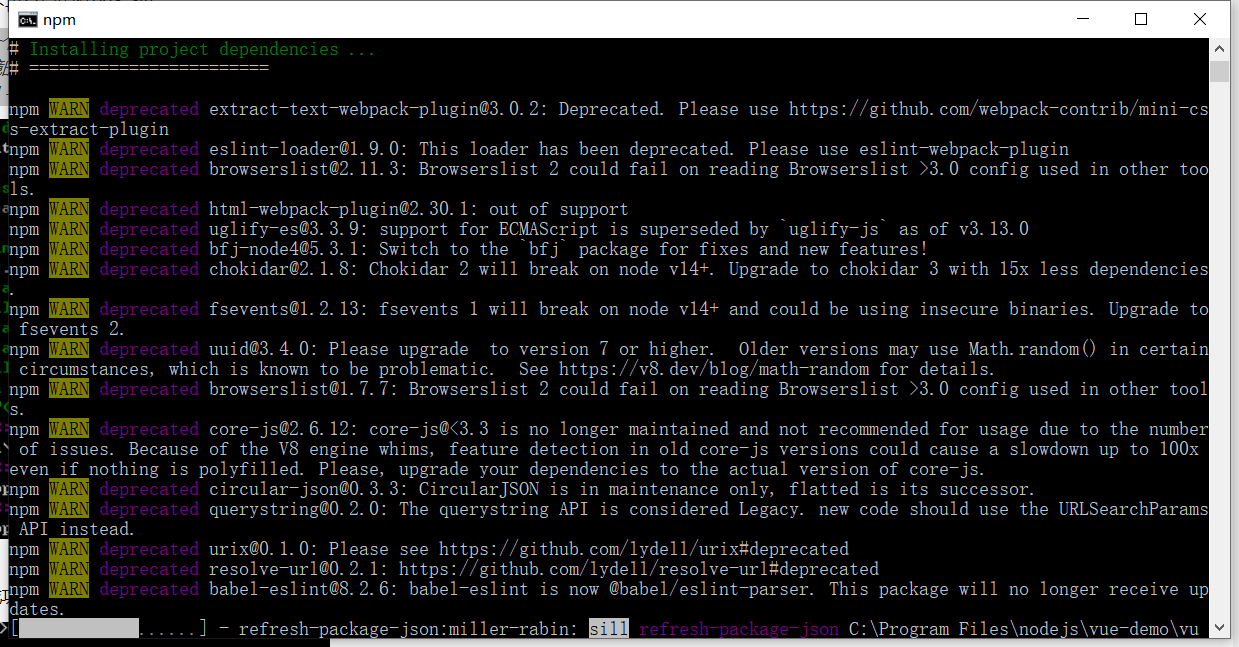 npm
# Installing project dependencies ...
# ========================
npm WARN deprecated extract-text-webpack-plugin@3.0.2: Deprecated. Please use https://github.com/webpack-contrib/mini-cs
s-extract-plugin
npm WARN deprecated eslint-loader@1.9.0: This loader has been deprecated. Please use eslint-webpack-plugin
npm WARN deprecated browserslist@2.11.3: Browserslist 2 could fail on reading Browserslist >3.0 config used in other too
ls.
npm WARN deprecated html-webpack-plugin@2.30.1: out of support
npm WARN deprecated uglify-es@3.3.9: support for ECMAScript is superseded by `uglify-js` as of v3.13.0
npm WARN deprecated bfj-node4@5.3.1: Switch to the `bfj` package for fixes and new features!
npm WARN deprecated chokidar@2.1.8: Chokidar 2 will break on node v14+. Upgrade to chokidar 3 with 15x less dependencies
.
npm WARN deprecated fsevents@1.2.13: fsevents 1 will break on node v14+ and could be using insecure binaries. Upgrade to
 fsevents 2.
npm WARN deprecated uuid@3.4.0: Please upgrade  to version 7 or higher.  Older versions may use Math.random() in certain
 circumstances, which is known to be problematic.  See https://v8.dev/blog/math-random for details.
npm WARN deprecated browserslist@1.7.7: Browserslist 2 could fail on reading Browserslist >3.0 config used in other tool
s.
npm WARN deprecated core-js@2.6.12: core-js@<3.3 is no longer maintained and not recommended for usage due to the number
 of issues. Because of the V8 engine whims, feature detection in old core-js versions could cause a slowdown up to 100x
even if nothing is polyfilled. Please, upgrade your dependencies to the actual version of core-js.
npm WARN deprecated circular-json@0.3.3: CircularJSON is in maintenance only, flatted is its successor.
npm WARN deprecated querystring@0.2.0: The querystring API is considered Legacy. new code should use the URLSearchParams
 API instead.
npm WARN deprecated urix@0.1.0: Please see https://github.com/lydell/urix#deprecated
npm WARN deprecated resolve-url@0.2.1: https://github.com/lydell/resolve-url#deprecated
npm WARN deprecated babel-eslint@8.2.6: babel-eslint is now @babel/eslint-parser. This package will no longer receive up
dates.
[......] - refresh-package-json:miller-rabin: sill refresh-package-json C:\Program Files\nodejs\vue-demo\vu